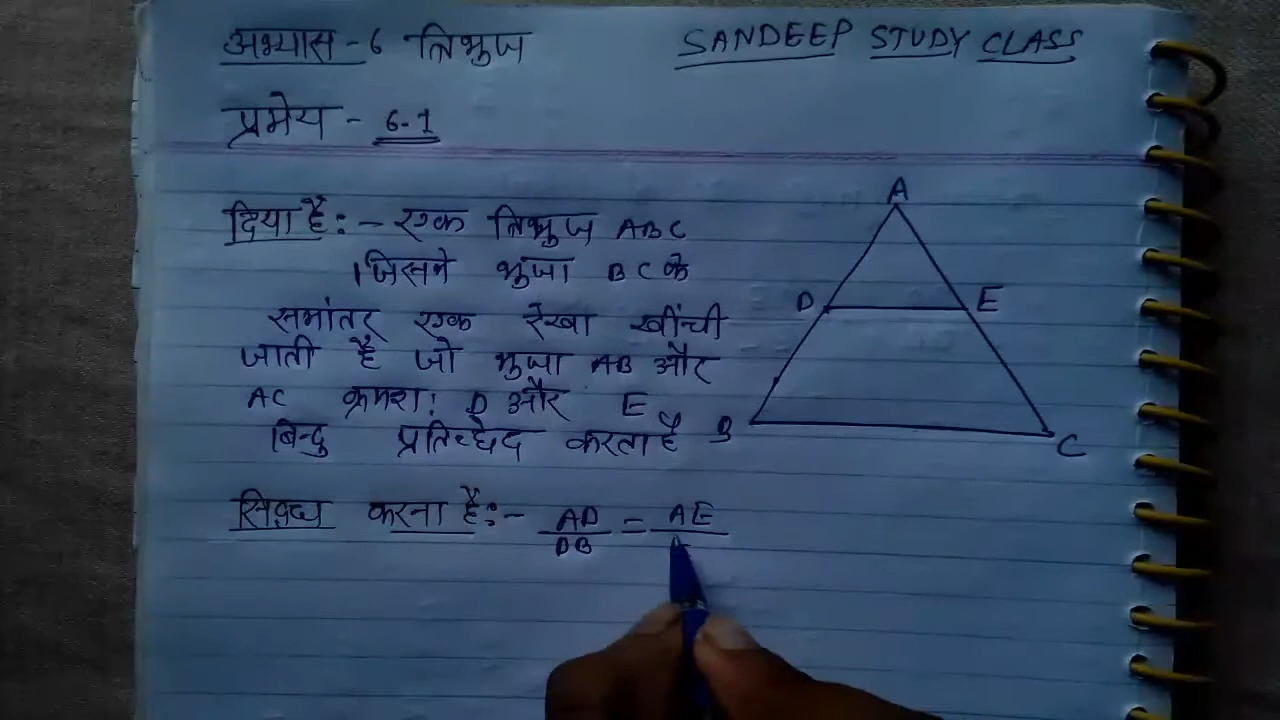 अभ्यास - 6 त्रिभुज
SANDEEP STUDY CLASS
प्रमेय - 6.1
दिया है :- एक त्रिभुज ABC
जिसमे भुजा BC के
समांतर एक रेखा खींची
जाती है जो भुजा AB और
AC क्रमश: D और E
बिन्दु प्रतिच्छेद करता है
सिद्ध करना है :- AD/DB = AE/
A
D
E
B
C